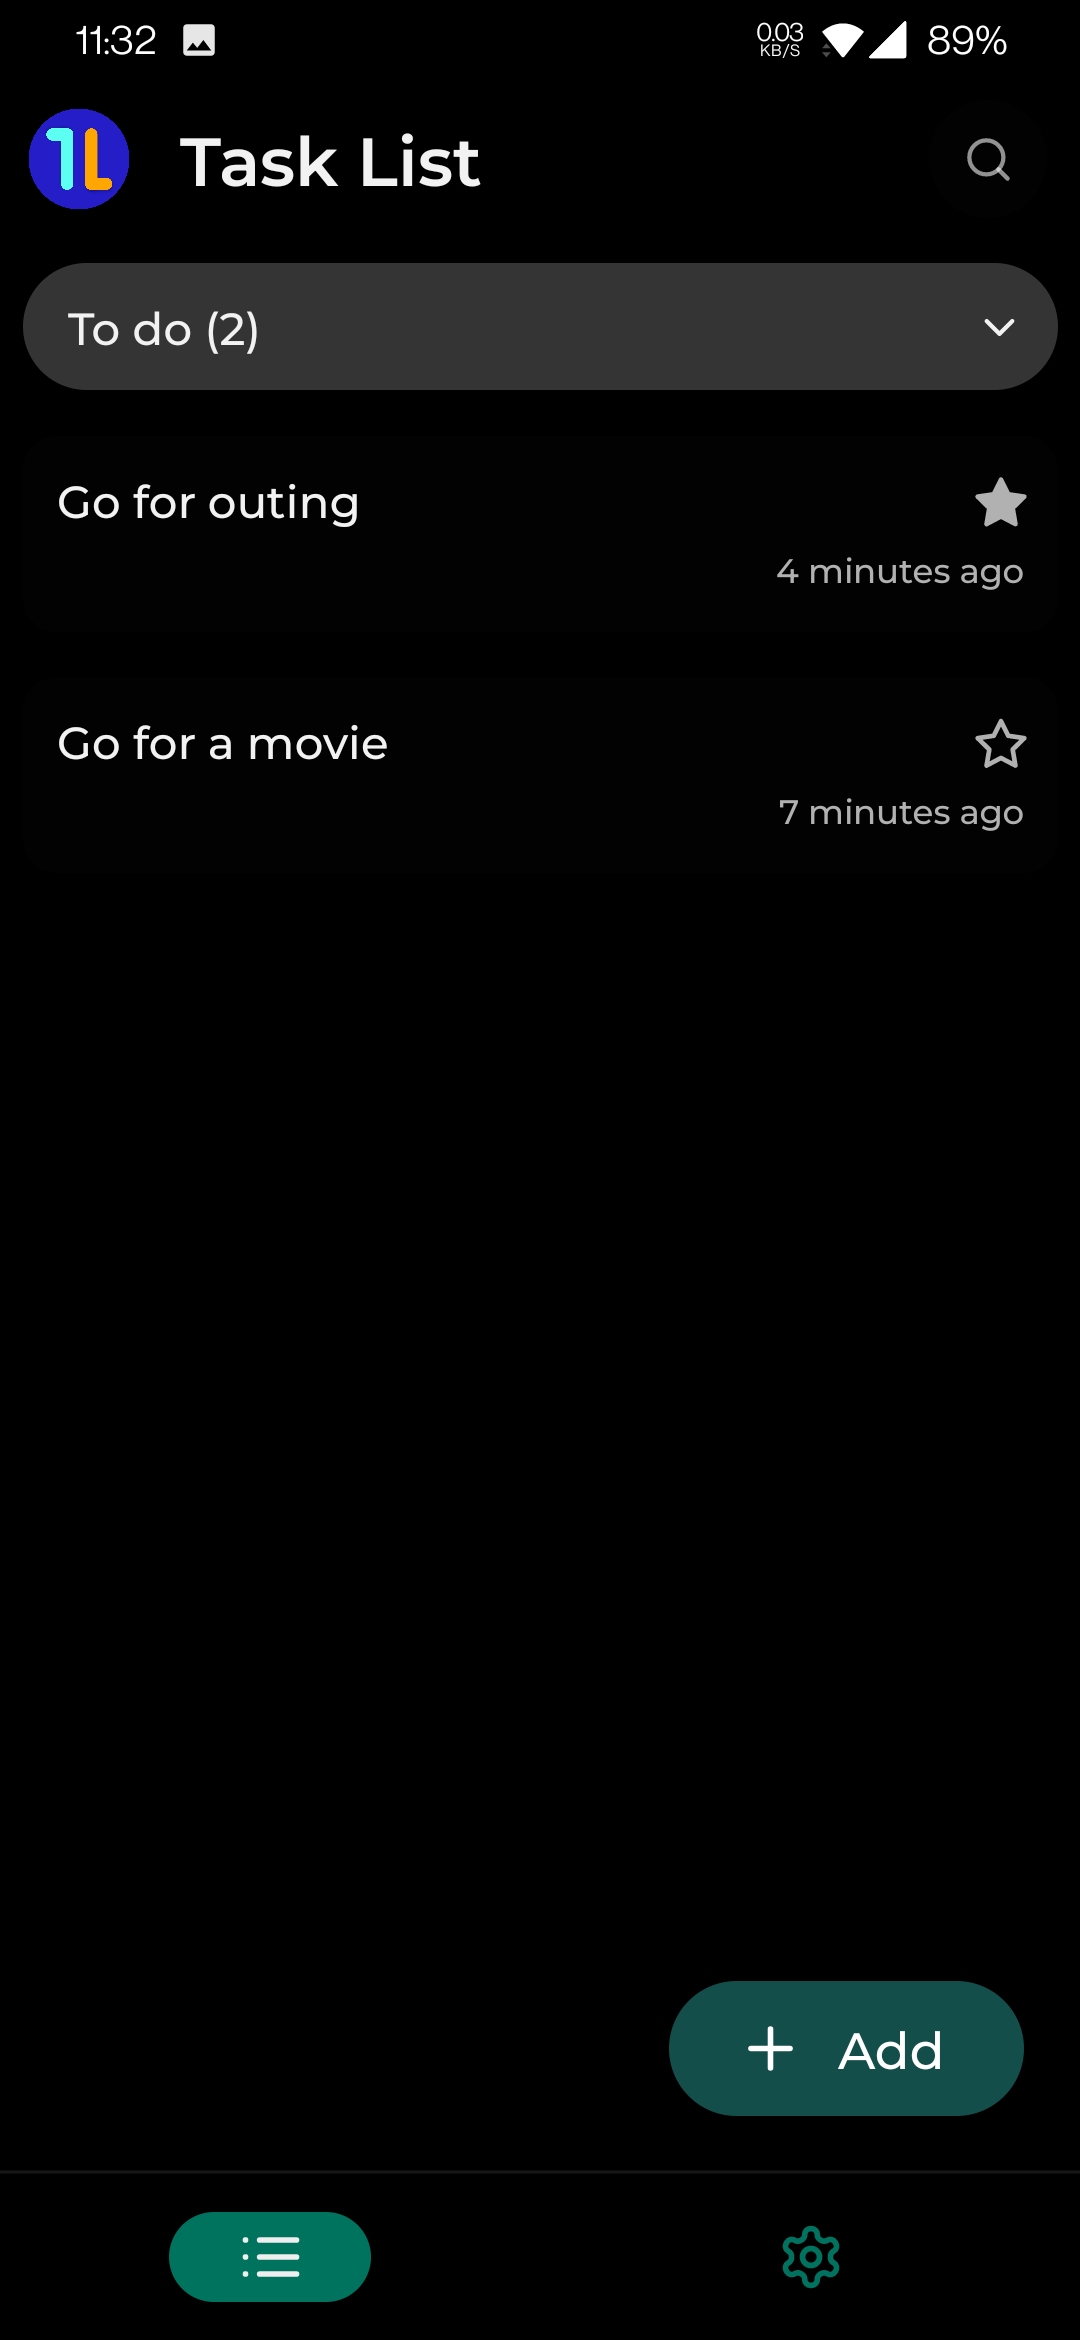 11:32 0.03 KB/S 89%
Task List
To do (2)
Go for outing
4 minutes ago
Go for a movie
7 minutes ago
Add